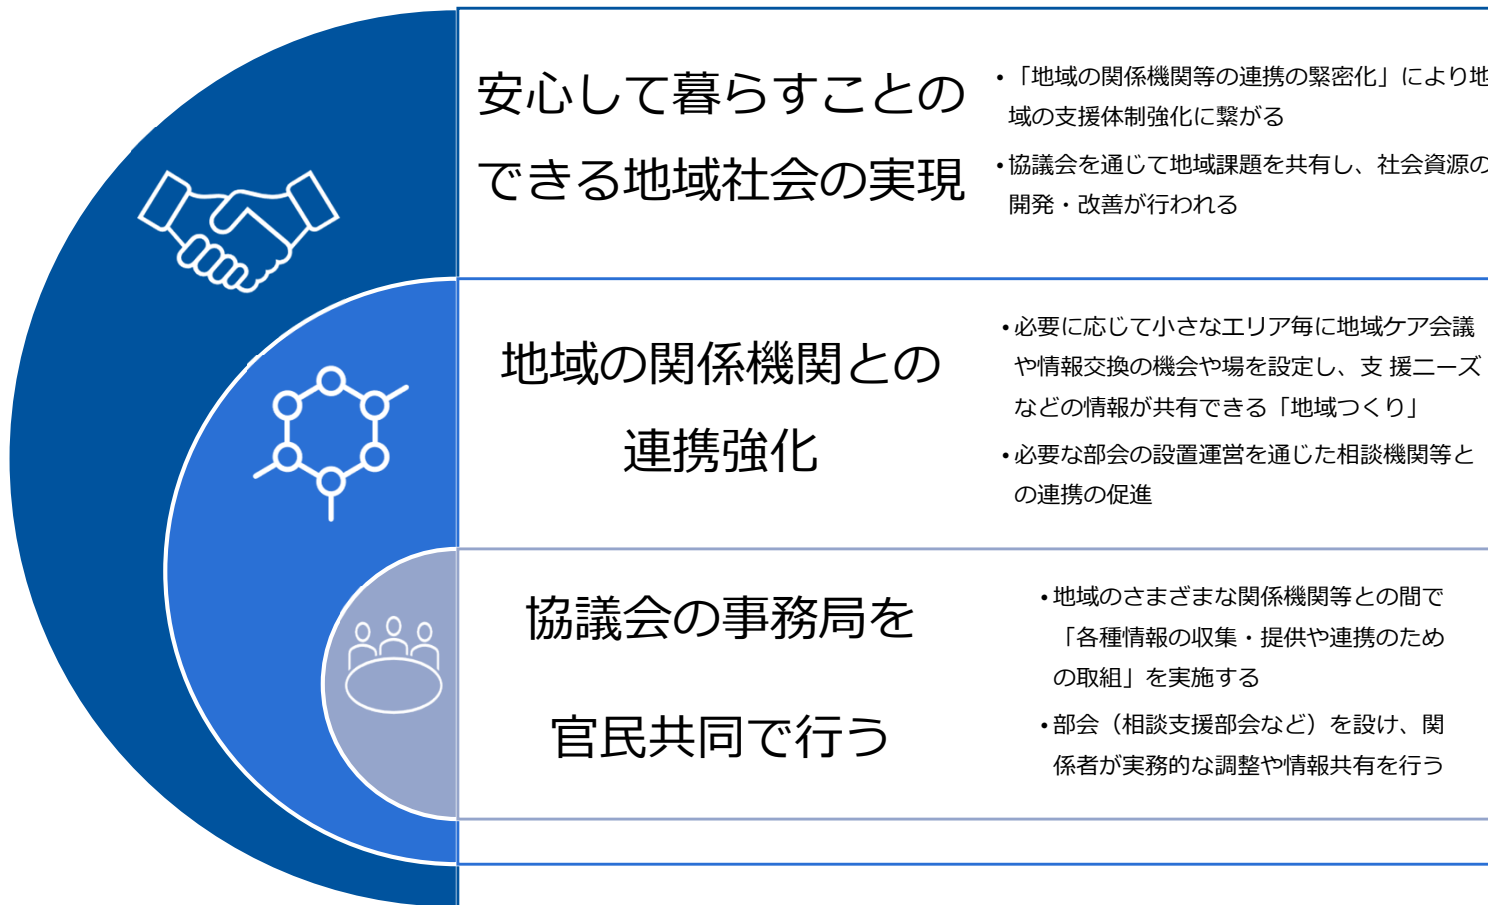 安心して暮らすことの
できる地域社会の実現
・「地域の関係機関等の連携の緊密化」により地
域の支援体制強化に繋がる
・協議会を通じて地域課題を共有し、社会資源の
開発・改善が行われる
地域の関係機関との
連携強化
・必要に応じて小さなエリア毎に地域ケア会議
や情報交換の機会や場を設定し、支 援ニーズ
などの情報が共有できる「地域つくり」
・必要な部会の設置運営を通じた相談機関等と
の連携の促進
協議会の事務局を
官民共同で行う
・地域のさまざまな関係機関等との間で
「各種情報の収集・提供や連携のため
の取組」を実施する
・部会（相談支援部会など）を設け、関
係者が実務的な調整や情報共有を行う